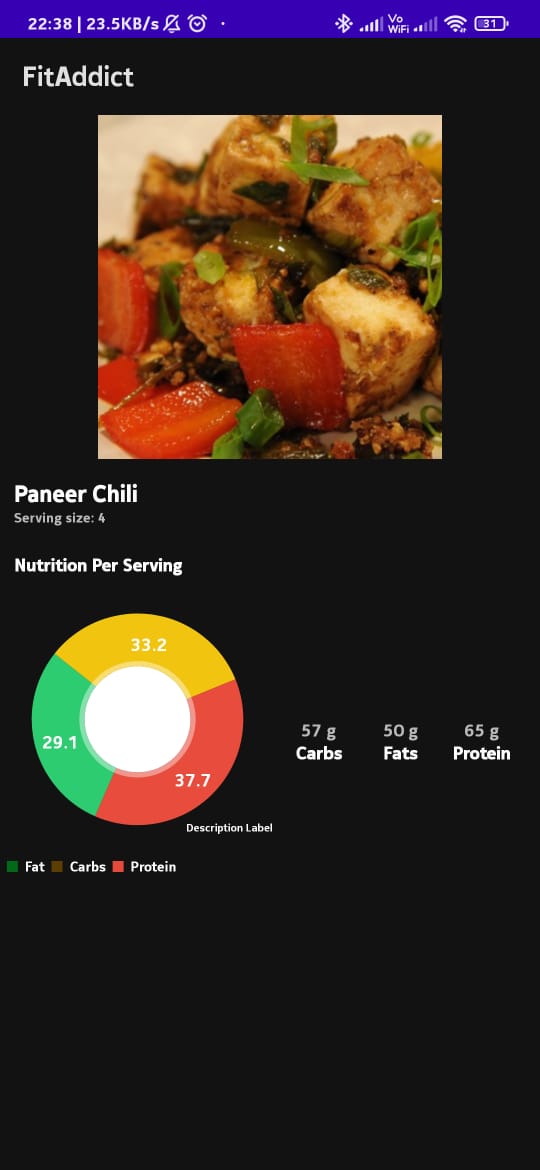 22:38 | 23.5KB/s
Vo
WiFi
31
FitAddict
Paneer Chili
Serving size: 4
Nutrition Per Serving
33.2
29.1
37.7
57 g 50 g 65 g
Carbs Fats Protein
Description Label
Fat Carbs Protein